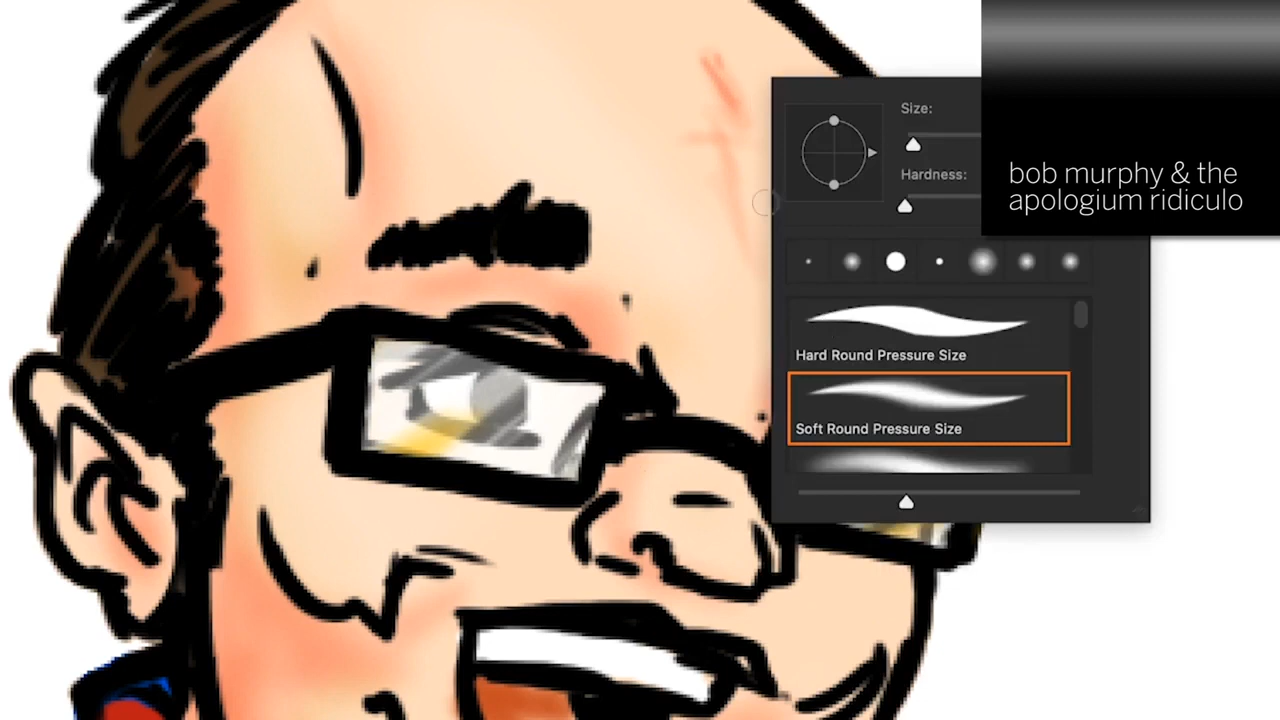 Size:
Hardness:
bob murphy & the
apologium ridiculo
Hard Round Pressure Size
Soft Round Pressure Size